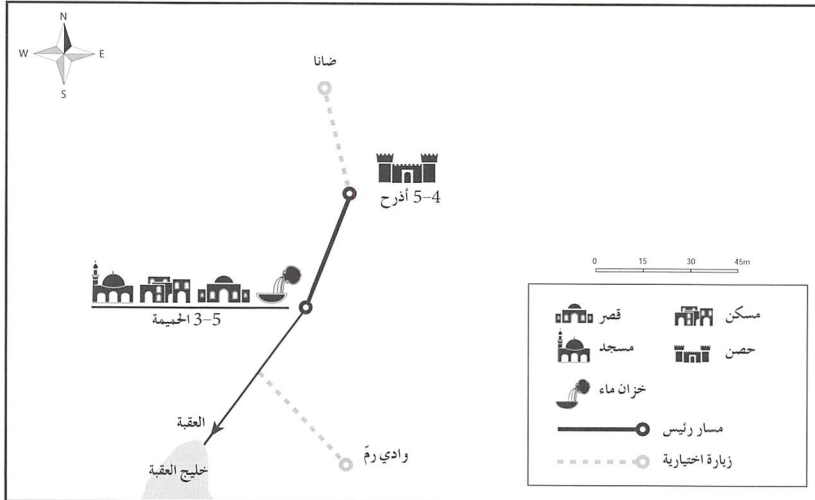 N
W E
S
ضانا
5–4 أذرح
5–3 الحميمة
العقبة
خليج العقبة
وادي رمّ
0 15 30 45m
قصر
مسكن
مسجد
حصن
خزان ماء
مسار رئيس
زيارة اختيارية